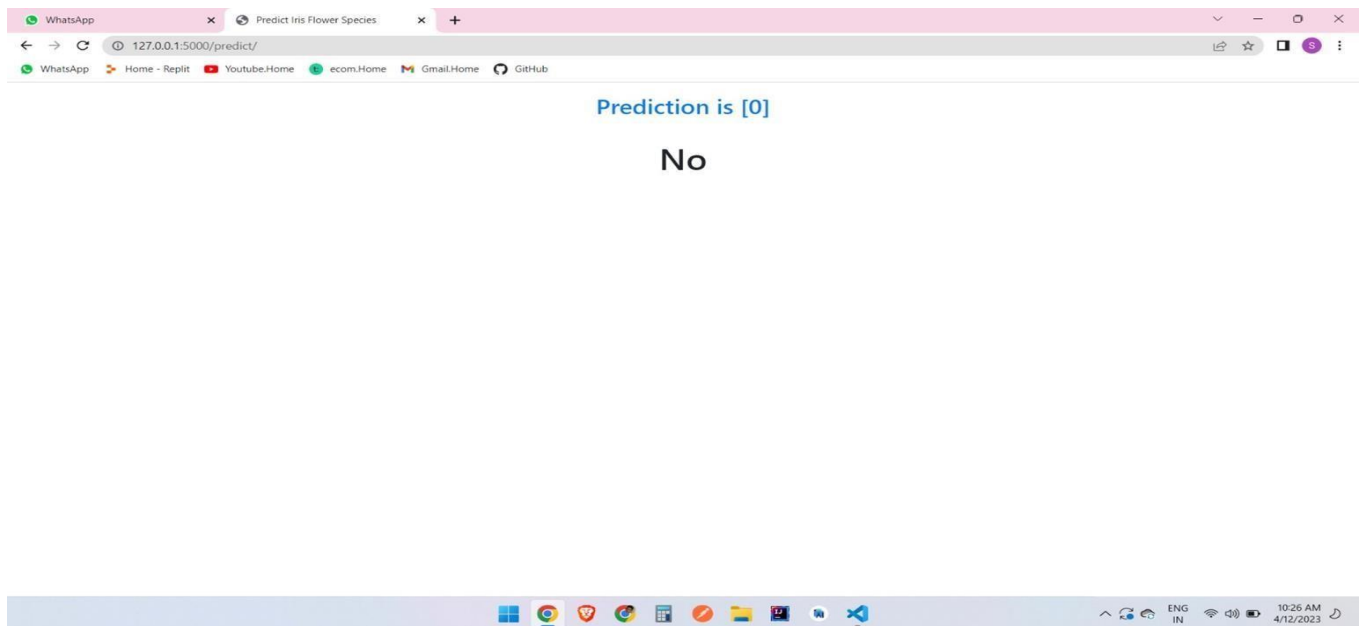 WhatsApp
Predict Iris Flower Species
127.0.0.1:5000/predict/
S
WhatsApp Home - Replit Youtube.Home ecom.Home Gmail.Home GitHub
Prediction is [0]
No
ENG
IN
10:26 AM
4/12/2023